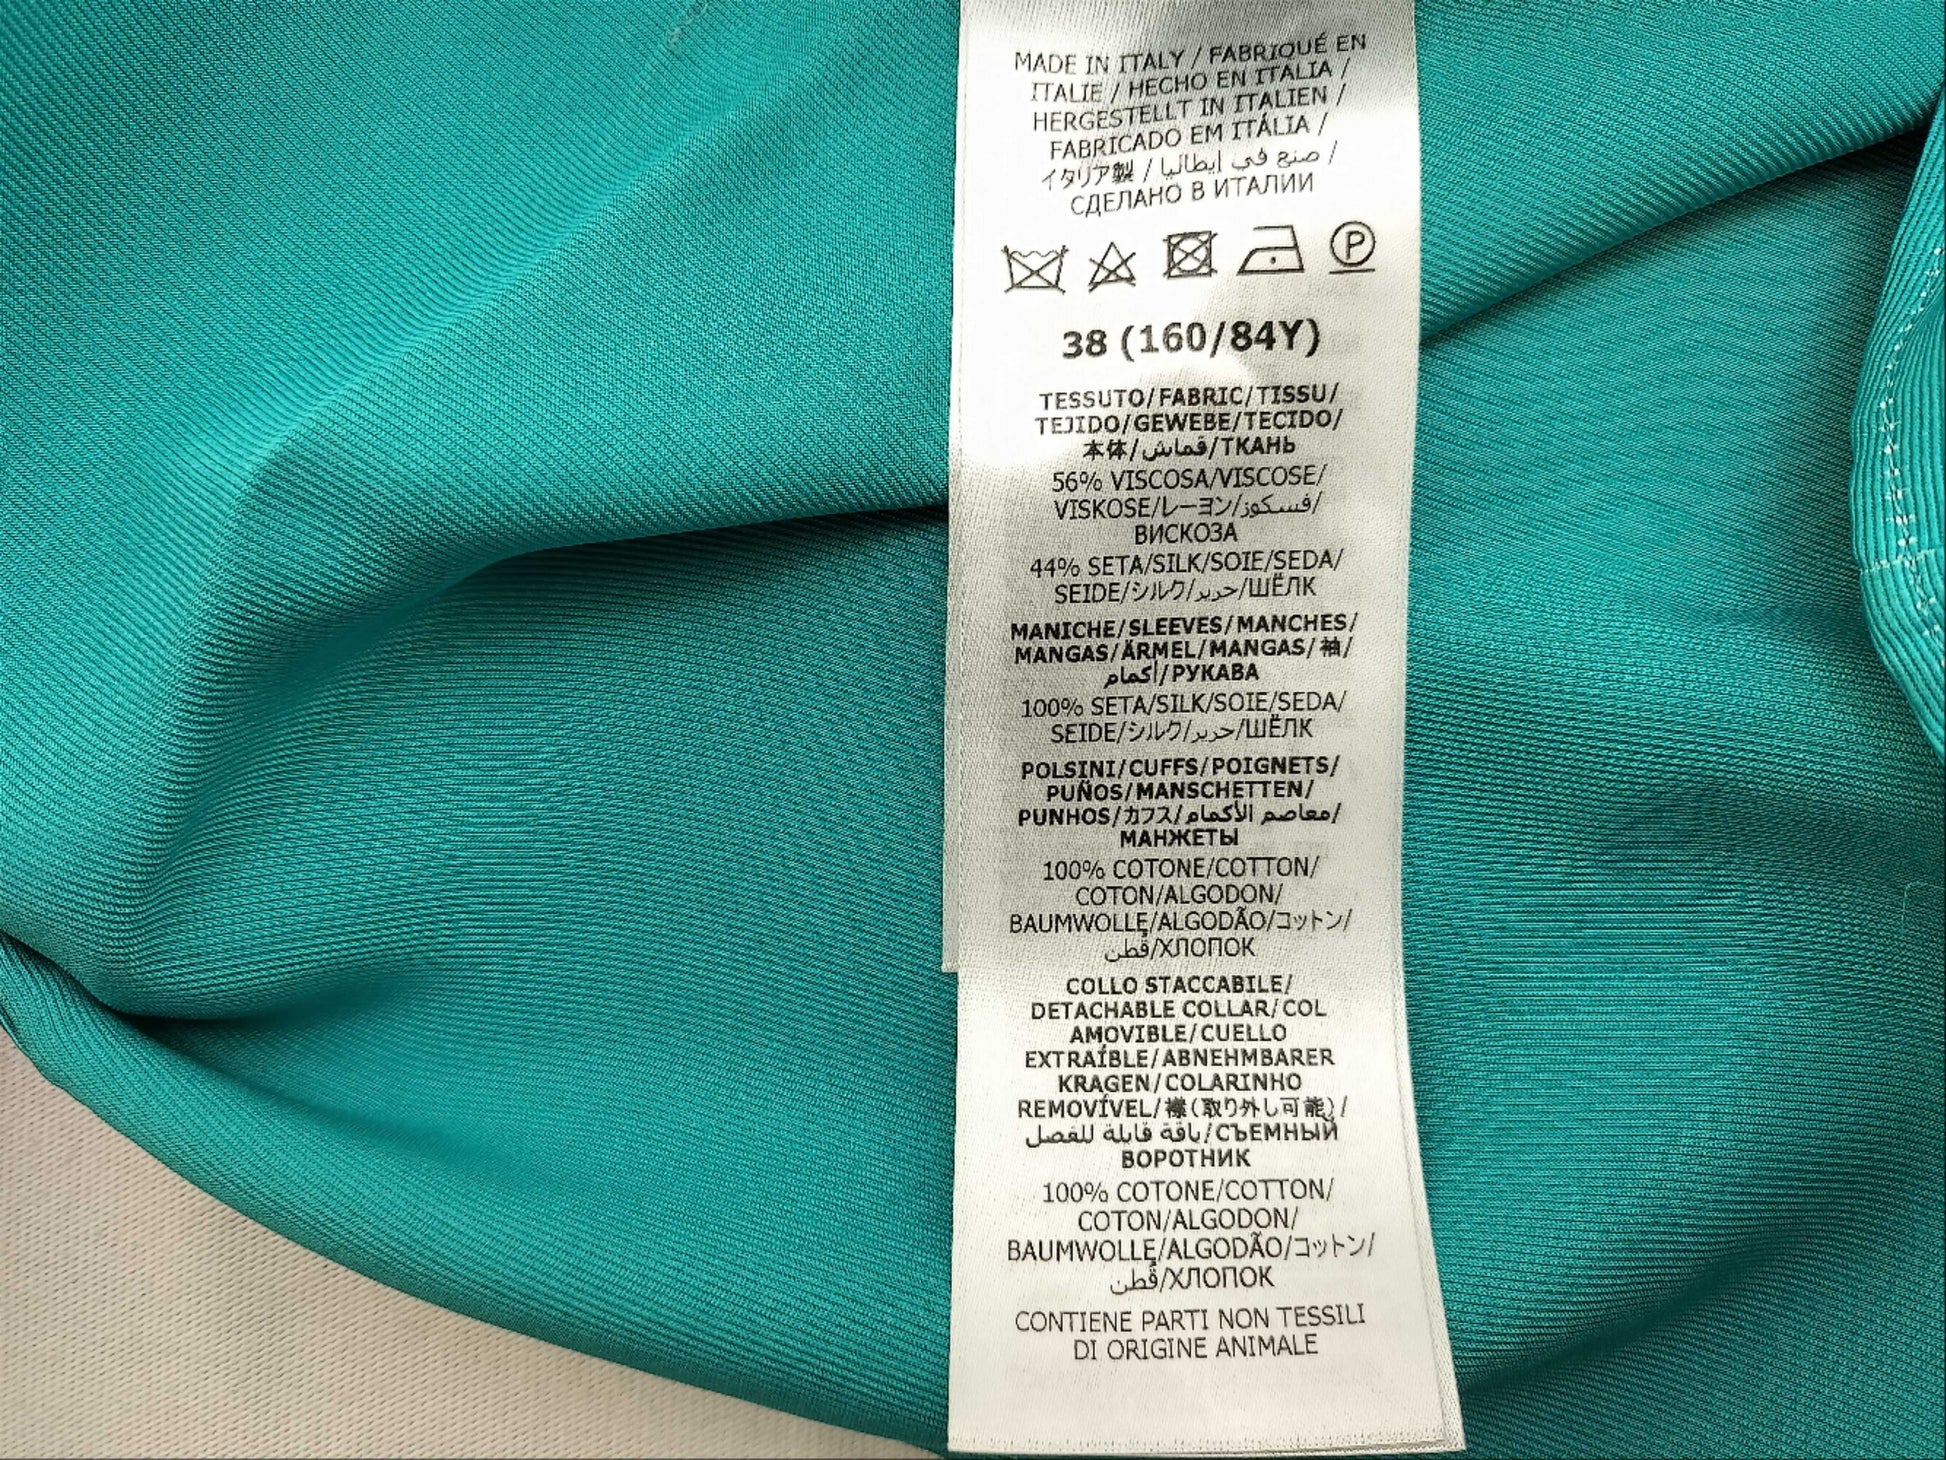 MADE IN ITALY / FABRIQUÉ EN
ITALIE / HECHO EN ITALIA /
HERGESTELLT IN ITALIEN /
FABRICADO EM ITÁLIA /
イタリア製 / صنع في إيطاليا /
СДЕЛАНО В ИТАЛИИ
P
38 (160/84Y)
TESSUTO/FABRIC/TISSU/
TEJIDO/GEWEBE/TECIDO/
本体/قماش/ТКАНЬ
56% VISCOSA/VISCOSE/
VISKOSE/レーヨン/فسكوز/
ВИСКОЗА
44% SETA/SILK/SOIE/SEDA/
SEIDE/シルク/حرير/ШЁЛК
MANICHE/SLEEVES/MANCHES/
MANGAS/ÄRMEL/MANGAS/袖/
أكمام/РУКАВА
100% SETA/SILK/SOIE/SEDA/
SEIDE/シルク/حرير/ШЁЛК
POLSINI/CUFFS/POIGNETS/
PUÑOS/MANSCHETTEN/
PUNHOS/カフス/معاصم الأكمام/
МАНЖЕТЫ
100% COTONE/COTTON/
COTON/ALGODON/
BAUMWOLLE/ALGODÃO/コットン/
قُطن/ХЛОПОК
COLLO STACCABILE/
DETACHABLE COLLAR/COL
AMOVIBLE/CUELLO
EXTRAÍBLE/ABNEHMBARER
KRAGEN/COLARINHO
REMOVÍVEL/襟(取り外し可能)/
ياقة قابلة للفصل/СЪЕМНЫЙ
ВОРОТНИК
100% COTONE/COTTON/
COTON/ALGODON/
BAUMWOLLE/ALGODÃO/コットン/
قُطن/ХЛОПОК
CONTIENE PARTI NON TESSILI
DI ORIGINE ANIMALE